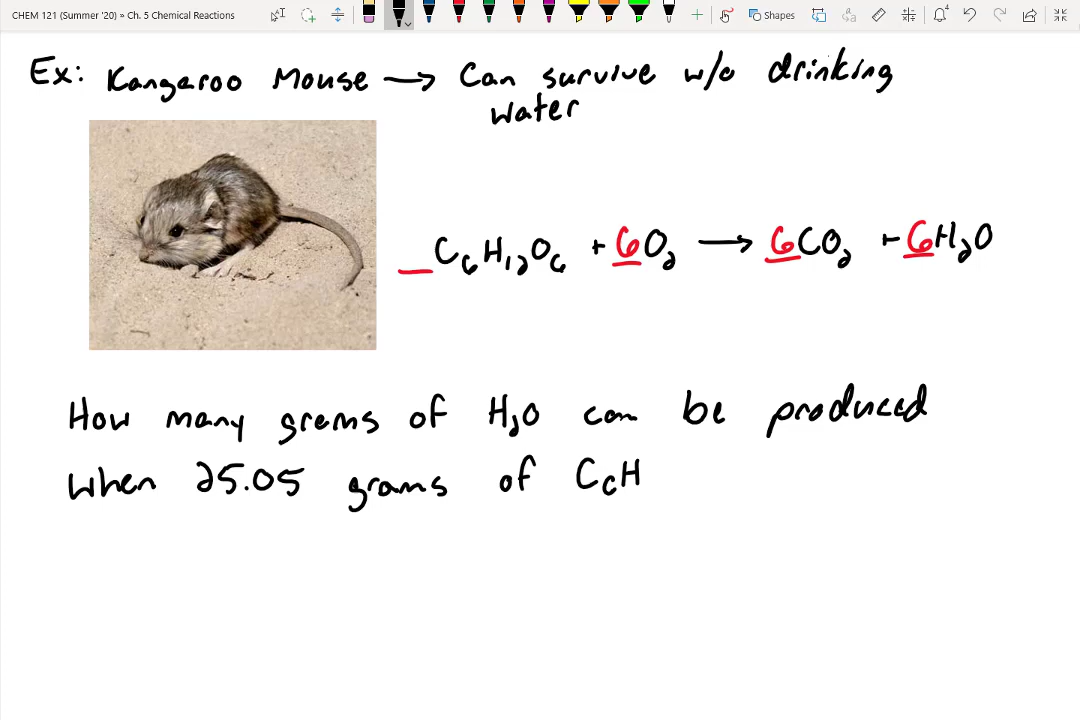 CHEM 121 (Summer '20) » Ch. 5 Chemical Reactions
Shapes
4
Ex: Kangaroo Mouse → Can survive w/o drinking
water
_C₆H₁₂O₆ + 6O₂ → 6CO₂ + 6H₂O
How many grams of H₂O can be produced
when 25.05 grams of C₆H